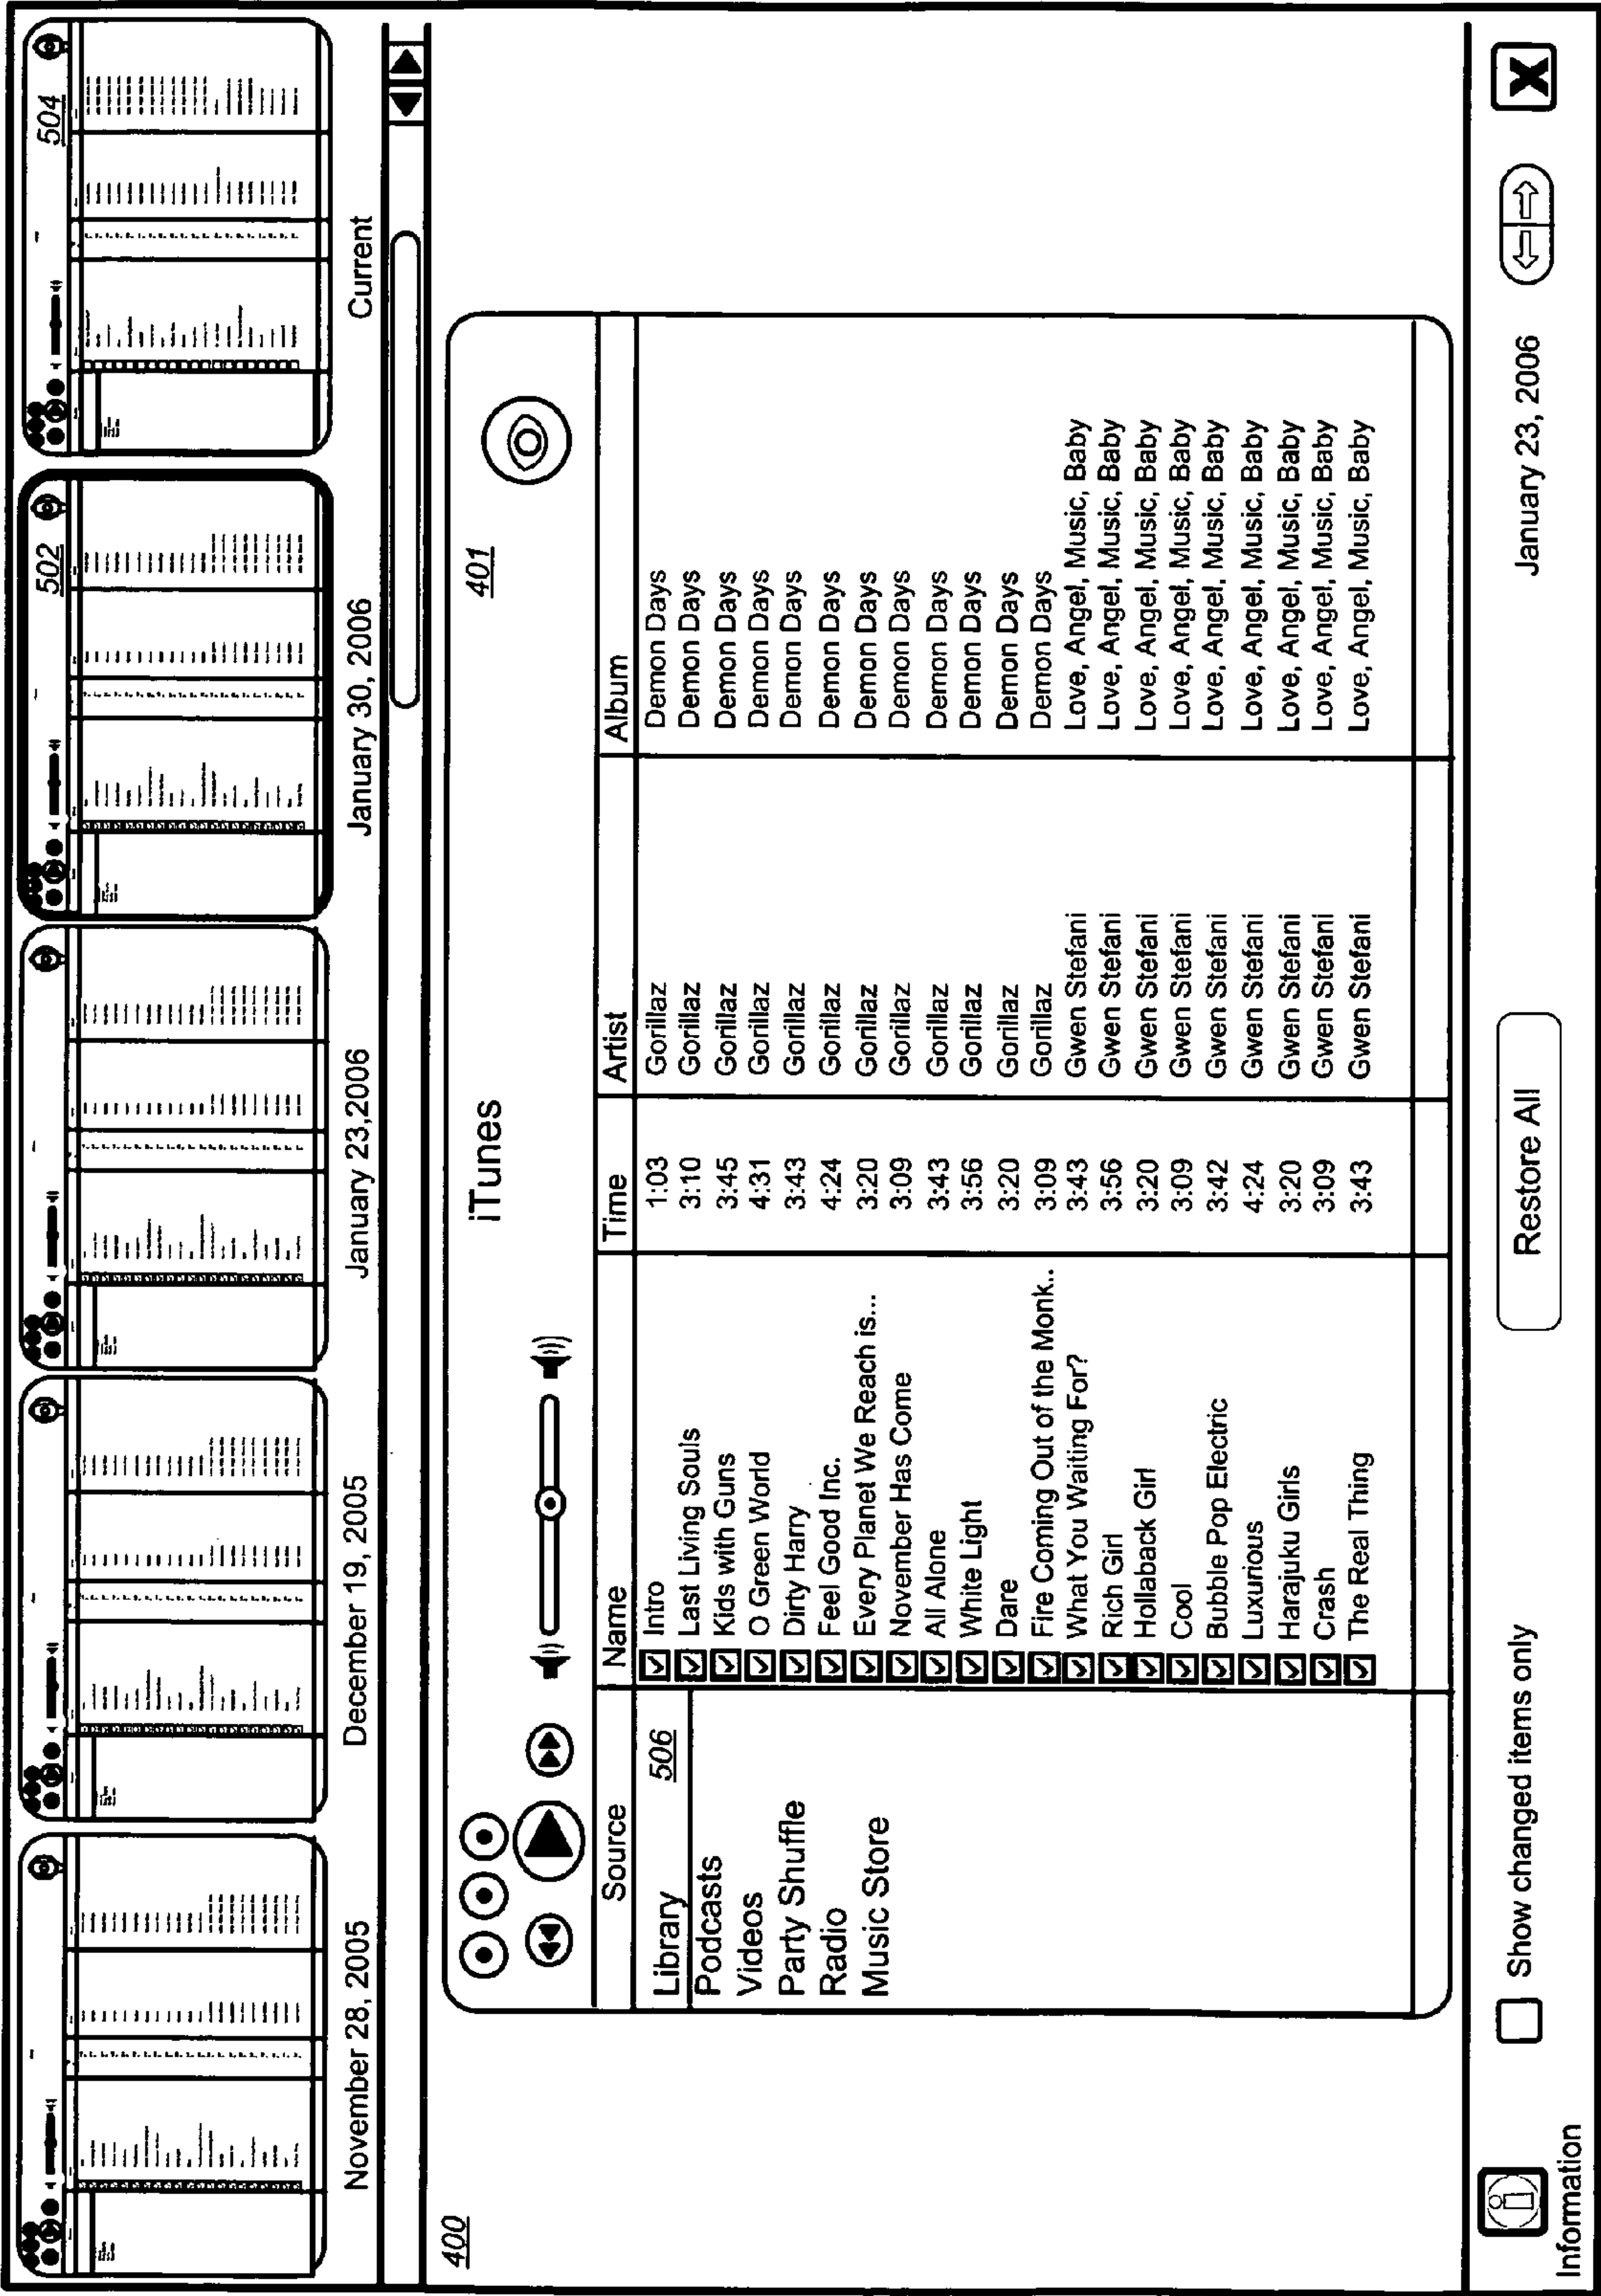 502 504
November 28, 2005 December 19, 2005 January 23,2006 January 30, 2006 Current
400
iTunes 401
Source Name Time Artist Album
Library 506
Podcasts
Videos
Party Shuffle
Radio
Music Store
Intro 1:03 Gorillaz Demon Days
Last Living Souls 3:10 Gorillaz Demon Days
Kids with Guns 3:45 Gorillaz Demon Days
O Green World 4:31 Gorillaz Demon Days
Dirty Harry 3:43 Gorillaz Demon Days
Feel Good Inc. 4:24 Gorillaz Demon Days
Every Planet We Reach is... 3:20 Gorillaz Demon Days
November Has Come 3:09 Gorillaz Demon Days
All Alone 3:43 Gorillaz Demon Days
White Light 3:56 Gorillaz Demon Days
Dare 3:20 Gorillaz Demon Days
Fire Coming Out of the Monk.. 3:09 Gorillaz Demon Days
What You Waiting For? 3:43 Gwen Stefani Love, Angel, Music, Baby
Rich Girl 3:56 Gwen Stefani Love, Angel, Music, Baby
Hollaback Girl 3:20 Gwen Stefani Love, Angel, Music, Baby
Cool 3:09 Gwen Stefani Love, Angel, Music, Baby
Bubble Pop Electric 3:42 Gwen Stefani Love, Angel, Music, Baby
Luxurious 4:24 Gwen Stefani Love, Angel, Music, Baby
Harajuku Girls 3:20 Gwen Stefani Love, Angel, Music, Baby
Crash 3:09 Gwen Stefani Love, Angel, Music, Baby
The Real Thing 3:43 Gwen Stefani Love, Angel, Music, Baby
Show changed items only Restore All January 23, 2006 X
Information